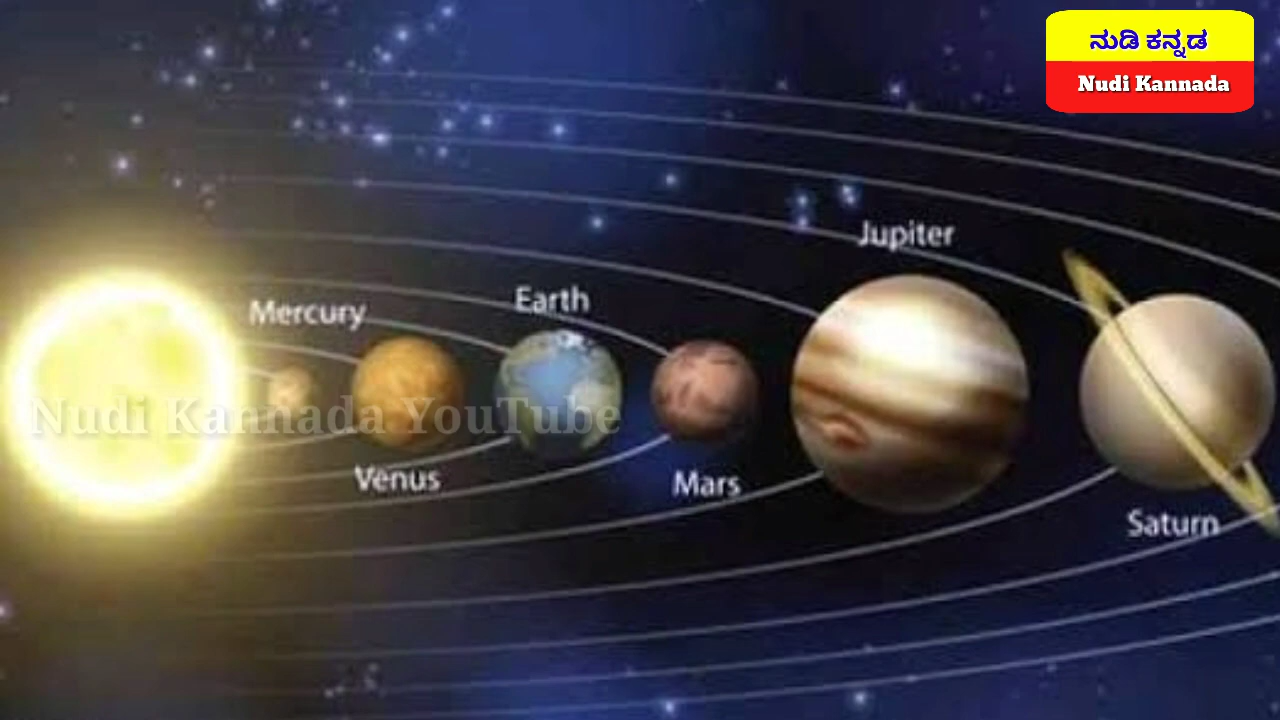 ನುಡಿ ಕನ್ನಡ
Nudi Kannada
Jupiter
Earth
Mercury
Nudi Kannada YouTube
Venus
Mars
Saturn